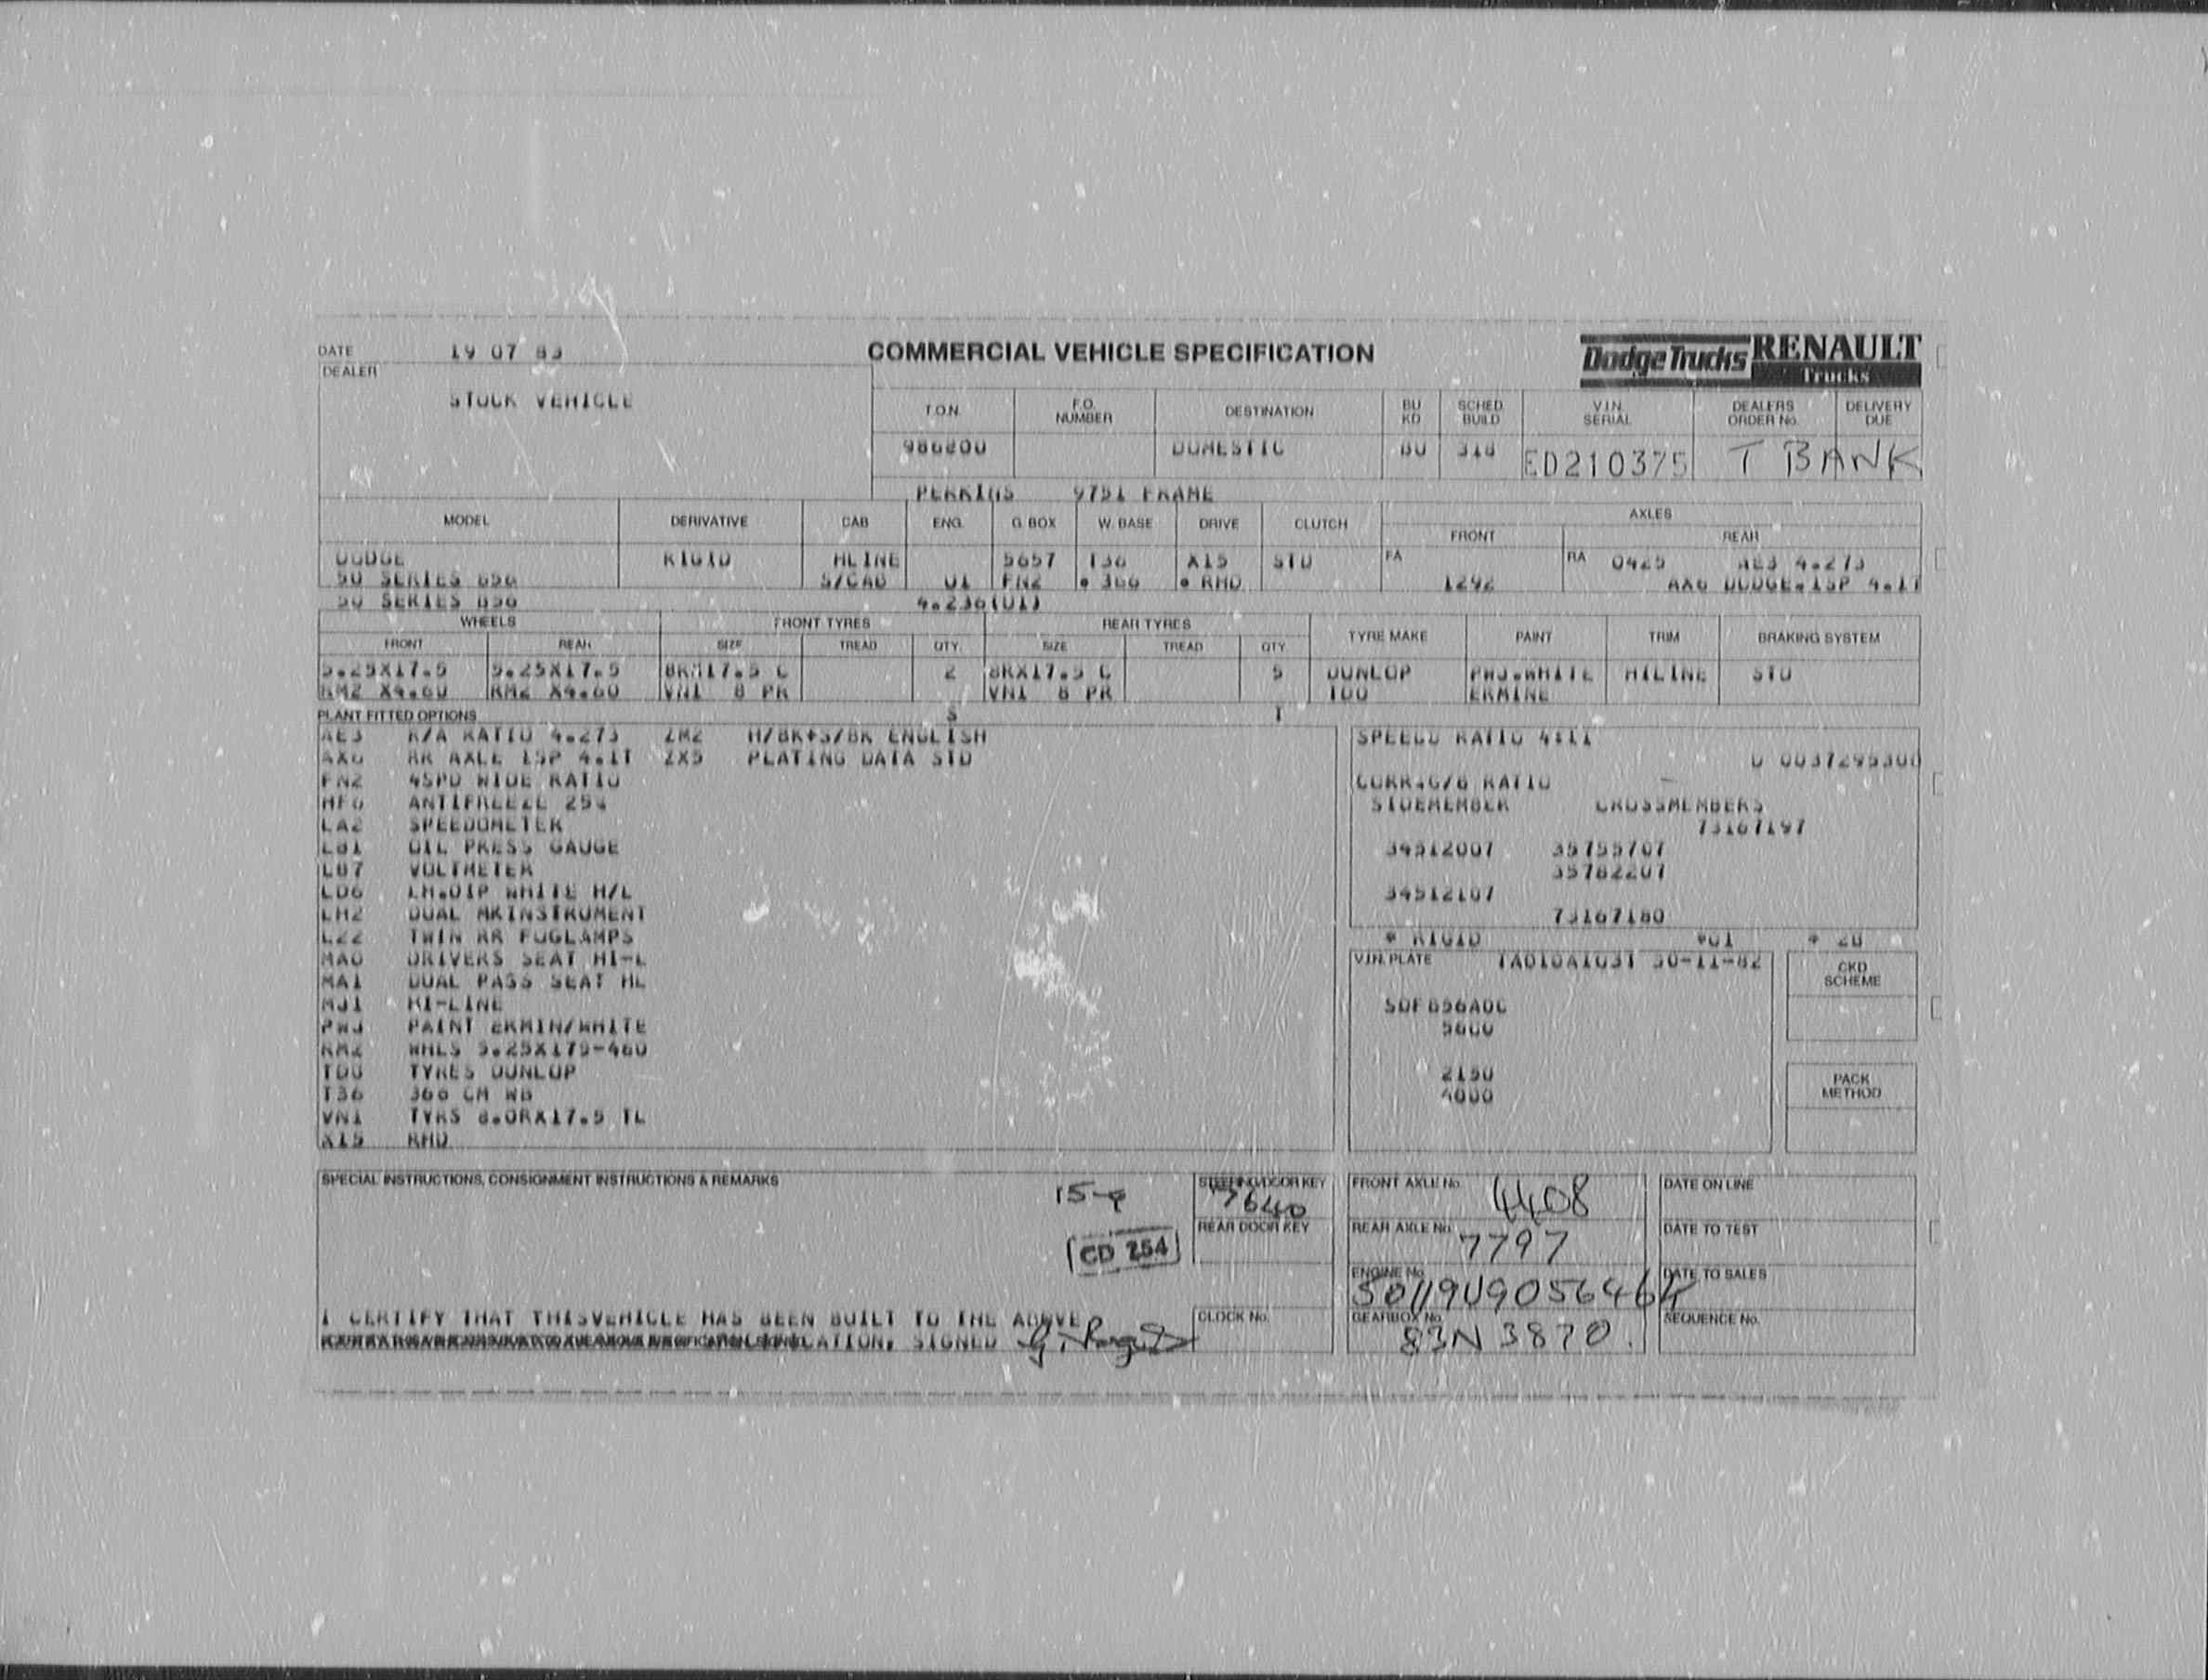 DATE 19 07 83 COMMERCIAL VEHICLE SPECIFICATION Dodge Trucks RENAULT Trucks
DEALER
STOCK VEHICLE
T.O.N. F.O. NUMBER DESTINATION BU KD SCHED. BUILD V.I.N. SERIAL DEALERS ORDER No. DELIVERY DUE
986200 DOMESTIC BU 318 ED210375 T BANK
PERKINS 9751 FRAME
MODEL DERIVATIVE CAB ENG. G. BOX W. BASE DRIVE CLUTCH AXLES
FRONT REAR
DODGE RIGID HLINE 5657 T36 X15 STD FA RA 0425 AE3 4.273
50 SERIES S/CAB 01 FN2 • 366 • RHD 1292 AX6 DODGE.15P 4.1T
50 SERIES 4.236(01)
WHEELS FRONT TYRES REAR TYRES TYRE MAKE PAINT TRIM BRAKING SYSTEM
FRONT REAR SIZE TREAD QTY. SIZE TREAD QTY
5.25X17.5 5.25X17.5 8RX17.5 C 2 8RX17.5 C 5 DUNLOP PWJ.WHITE HILINE STD
RM2 X4.60 RM2 X4.60 VN1 8 PR VN1 8 PR TDO ERMINE
PLANT FITTED OPTIONS S T
AE3 R/A RATIO 4.273 ZM2 H/BK+S/BK ENGLISH SPEEDO RATIO 4:11
AX6 RR AXLE 15P 4.1T ZX5 PLATING DATA STD
FN2 4SPD WIDE RATIO CORR.G/B RATIO
HF6 ANTIFREEZE 25% SIDEMEMBER CROSSMEMBERS
LA2 SPEEDOMETER 73167197
LB1 OIL PRESS GAUGE 34512007 35755707
LB7 VOLTMETER 35782207
LD6 LH.DIP WHITE H/L 34512107
LH2 DUAL MKINSTRUMENT 73167180
LZ2 TWIN RR FOGLAMPS * RIGID *01 * 20
MA0 DRIVERS SEAT HI-L V.I.N. PLATE 30-11-82 CKD SCHEME
MA1 DUAL PASS SEAT HL
MJ1 HI-LINE
PWJ PAINT ERMIN/WHITE 5600
RM2 WHLS 5.25X175-460
TDO TYRES DUNLOP 2150 PACK METHOD
T36 366 CM WB 4000
VN1 TYRS 8.0RX17.5 TL
X15 RHD
SPECIAL INSTRUCTIONS, CONSIGNMENT INSTRUCTIONS & REMARKS 15-9 STEERING/DOOR KEY 7640 FRONT AXLE No. 4408 DATE ON LINE
CD 254 REAR DOOR KEY REAR AXLE No. 7797 DATE TO TEST
ENGINE No. DATE TO SALES
I CERTIFY THAT THISVEHICLE HAS BEEN BUILT TO THE ABOVE CLOCK No. GEARBOX No. 83N 3870. SEQUENCE No.
SIGNED